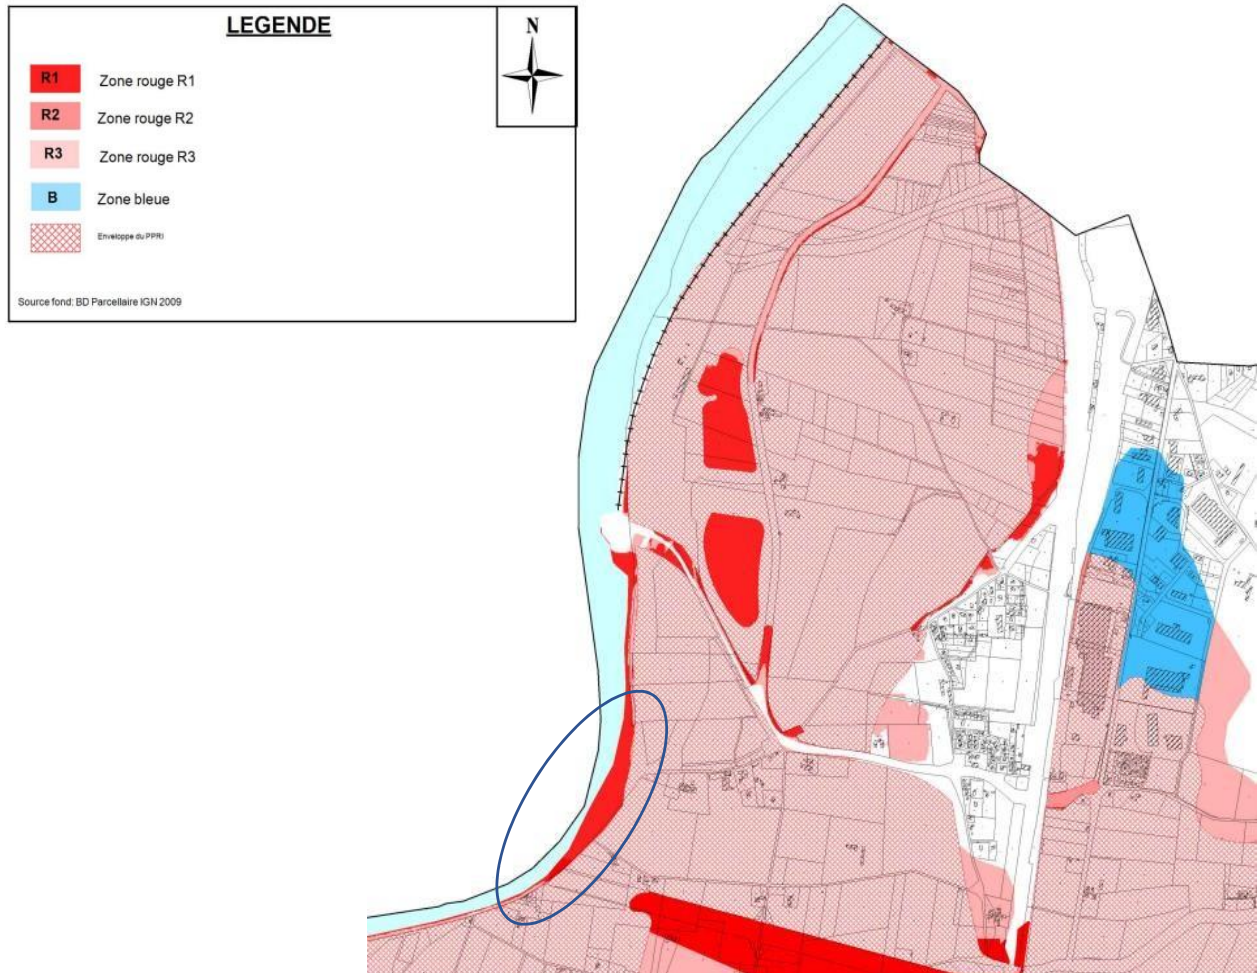 LEGENDE
N
R1 Zone rouge R1
R2 Zone rouge R2
R3 Zone rouge R3
B Zone bleue
Enveloppe du PPRI
Source fond: BD Parcellaire IGN 2009